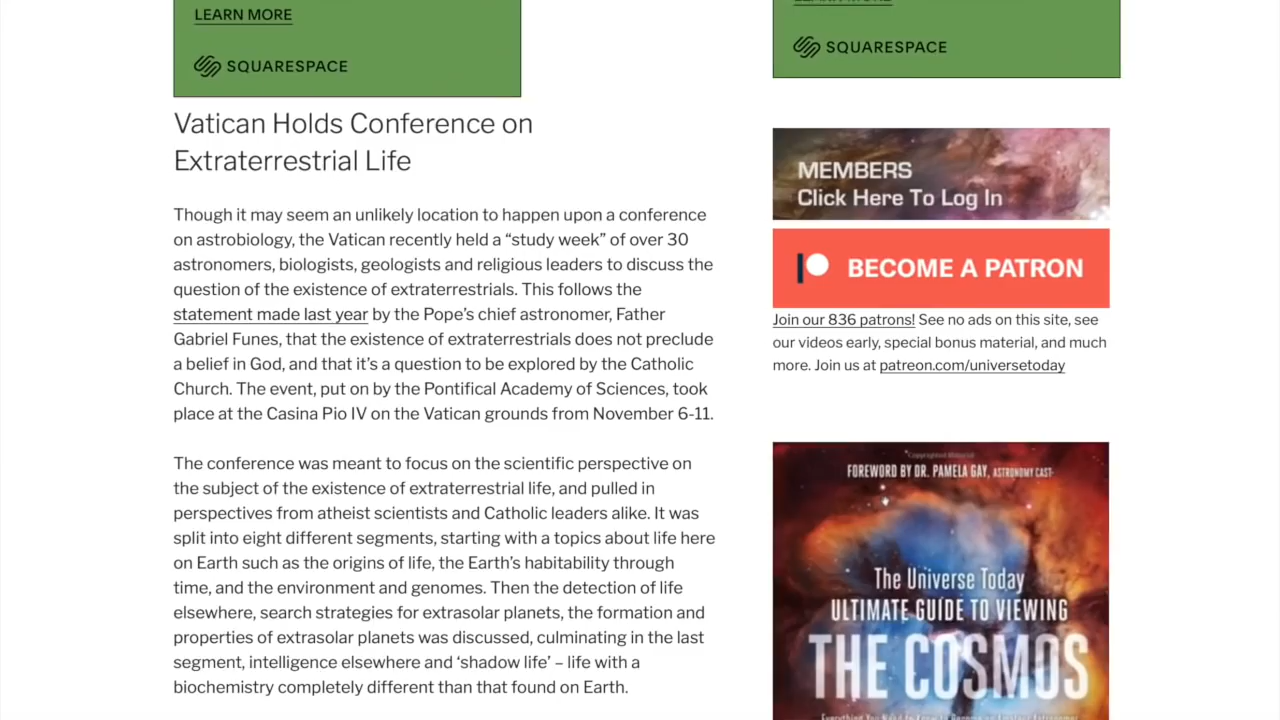 LEARN MORE
SQUARESPACE
Vatican Holds Conference on
Extraterrestrial Life
Though it may seem an unlikely location to happen upon a conference
on astrobiology, the Vatican recently held a “study week” of over 30
astronomers, biologists, geologists and religious leaders to discuss the
question of the existence of extraterrestrials. This follows the
statement made last year by the Pope’s chief astronomer, Father
Gabriel Funes, that the existence of extraterrestrials does not preclude
a belief in God, and that it’s a question to be explored by the Catholic
Church. The event, put on by the Pontifical Academy of Sciences, took
place at the Casina Pio IV on the Vatican grounds from November 6-11.
The conference was meant to focus on the scientific perspective on
the subject of the existence of extraterrestrial life, and pulled in
perspectives from atheist scientists and Catholic leaders alike. It was
split into eight different segments, starting with a topics about life here
on Earth such as the origins of life, the Earth’s habitability through
time, and the environment and genomes. Then the detection of life
elsewhere, search strategies for extrasolar planets, the formation and
properties of extrasolar planets was discussed, culminating in the last
segment, intelligence elsewhere and ‘shadow life’ – life with a
biochemistry completely different than that found on Earth.
SQUARESPACE
MEMBERS
Click Here To Log In
BECOME A PATRON
Join our 836 patrons! See no ads on this site, see
our videos early, special bonus material, and much
more. Join us at patreon.com/universetoday
Copyrighted Material
FOREWORD BY DR. PAMELA GAY, ASTRONOMY CAST
The Universe Today
ULTIMATE GUIDE TO VIEWING
THE COSMOS